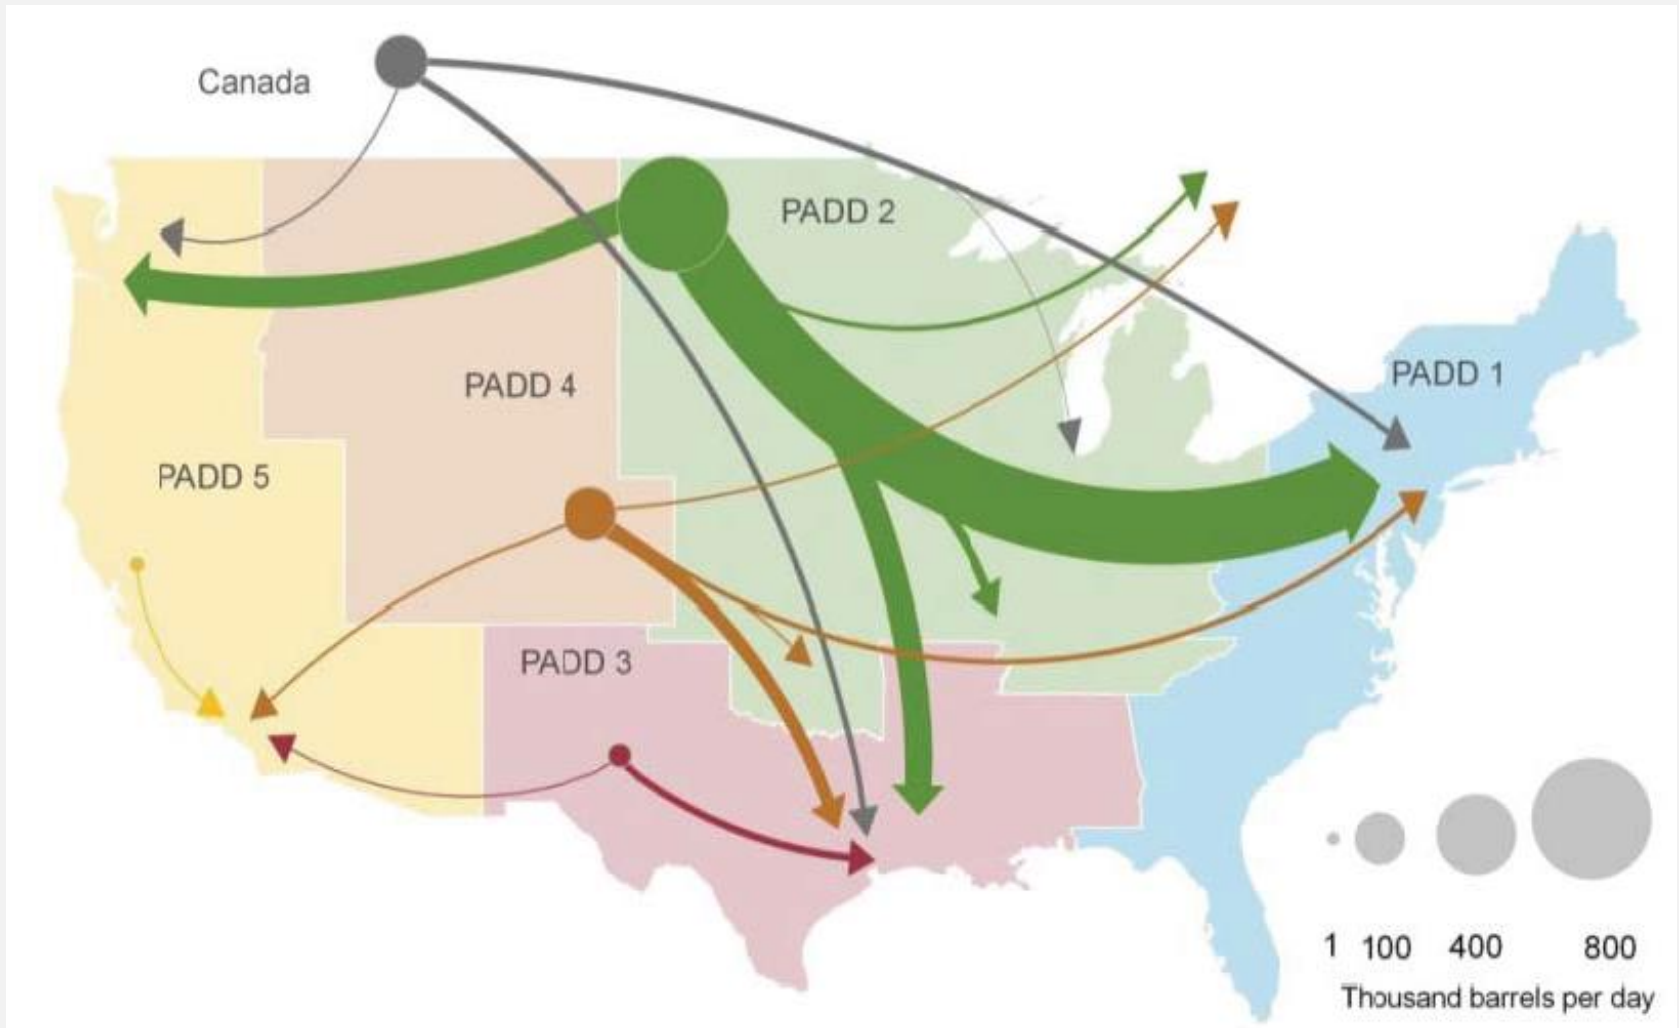 Canada
PADD 2
PADD 1
PADD 4
PADD 5
PADD 3
1 100 400 800
Thousand barrels per day